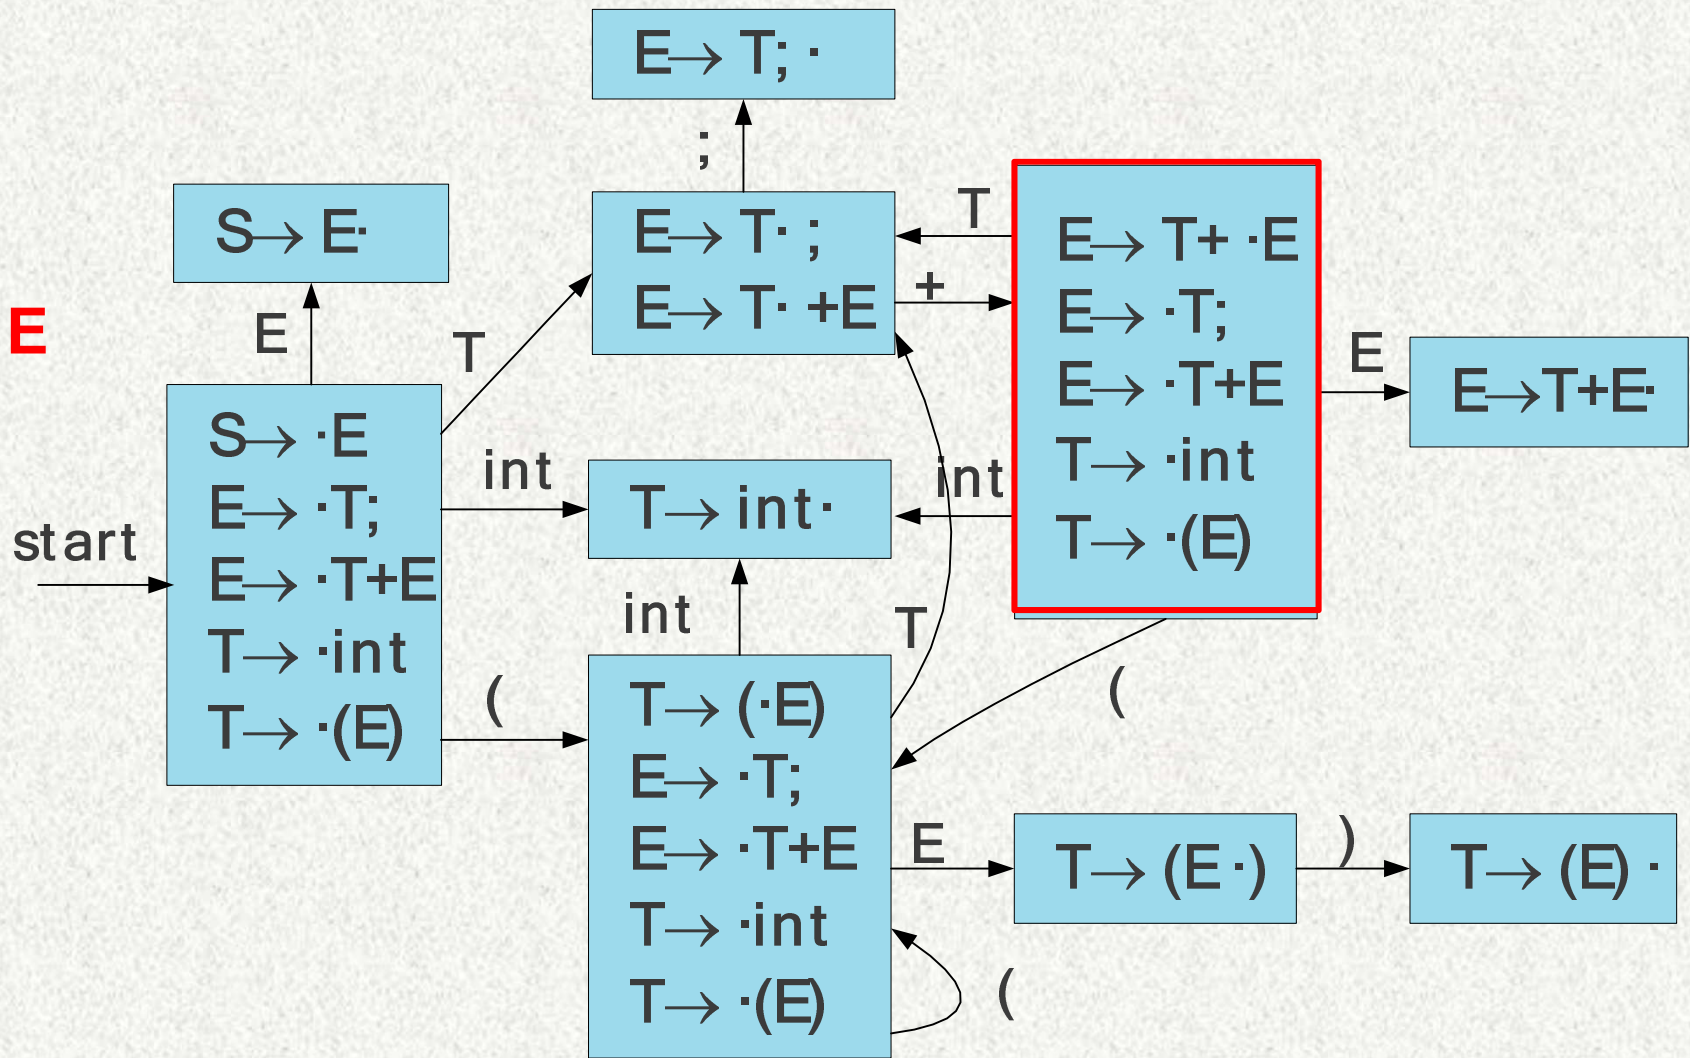 E→ T; ·
;
S→ E·
E→ T· ;
E→ T· +E
T
+
E→ T+ ·E
E→ ·T;
E→ ·T+E
T→ ·int
T→ ·(E)
E
E
T
E
E→T+E·
S→ ·E
E→ ·T;
E→ ·T+E
T→ ·int
T→ ·(E)
start
int
T→ int·
int
int
T
(
(
T→ (·E)
E→ ·T;
E→ ·T+E
T→ ·int
T→ ·(E)
E
T→ (E ·)
)
T→ (E) ·
(